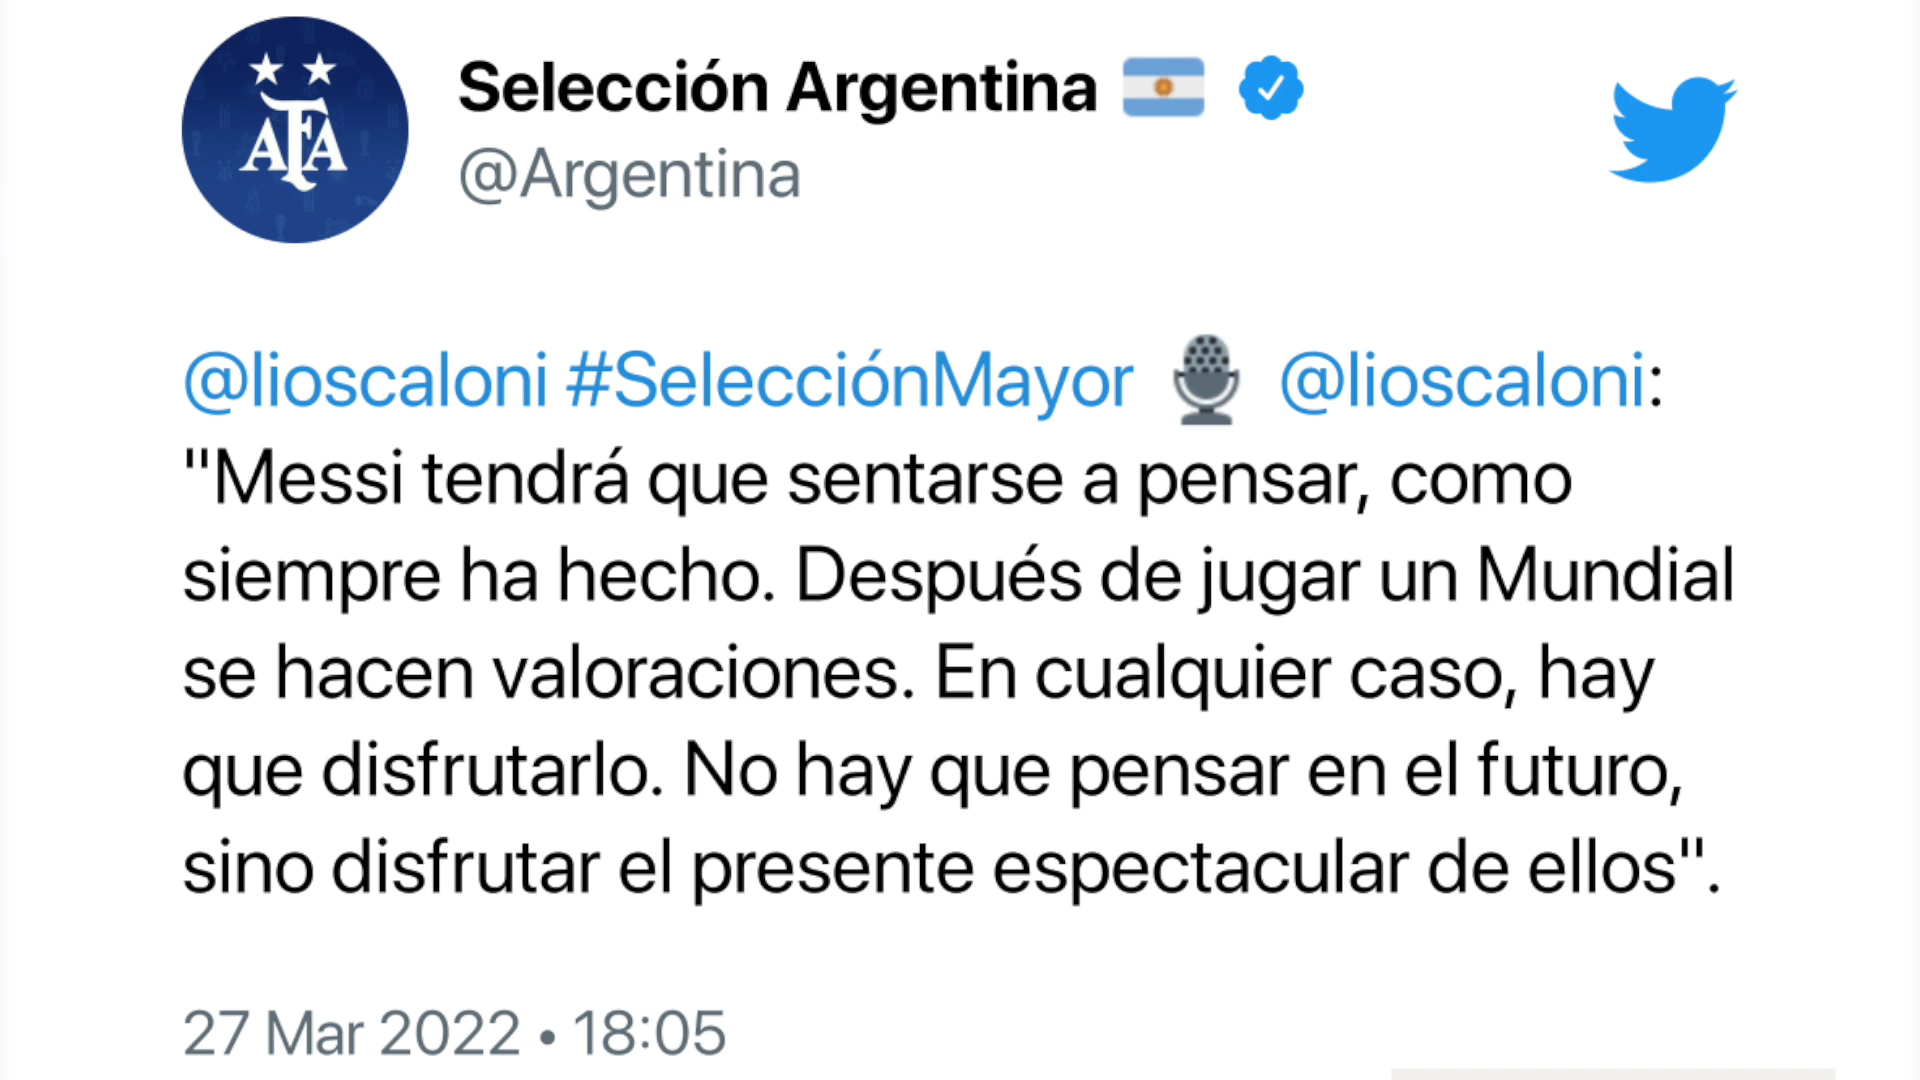 AFA
Selección Argentina 🇦🇷
@Argentina
@lioscaloni #SelecciónMayor 🎙 @lioscaloni:
"Messi tendrá que sentarse a pensar, como
siempre ha hecho. Después de jugar un Mundial
se hacen valoraciones. En cualquier caso, hay
que disfrutarlo. No hay que pensar en el futuro,
sino disfrutar el presente espectacular de ellos".
27 Mar 2022 • 18:05